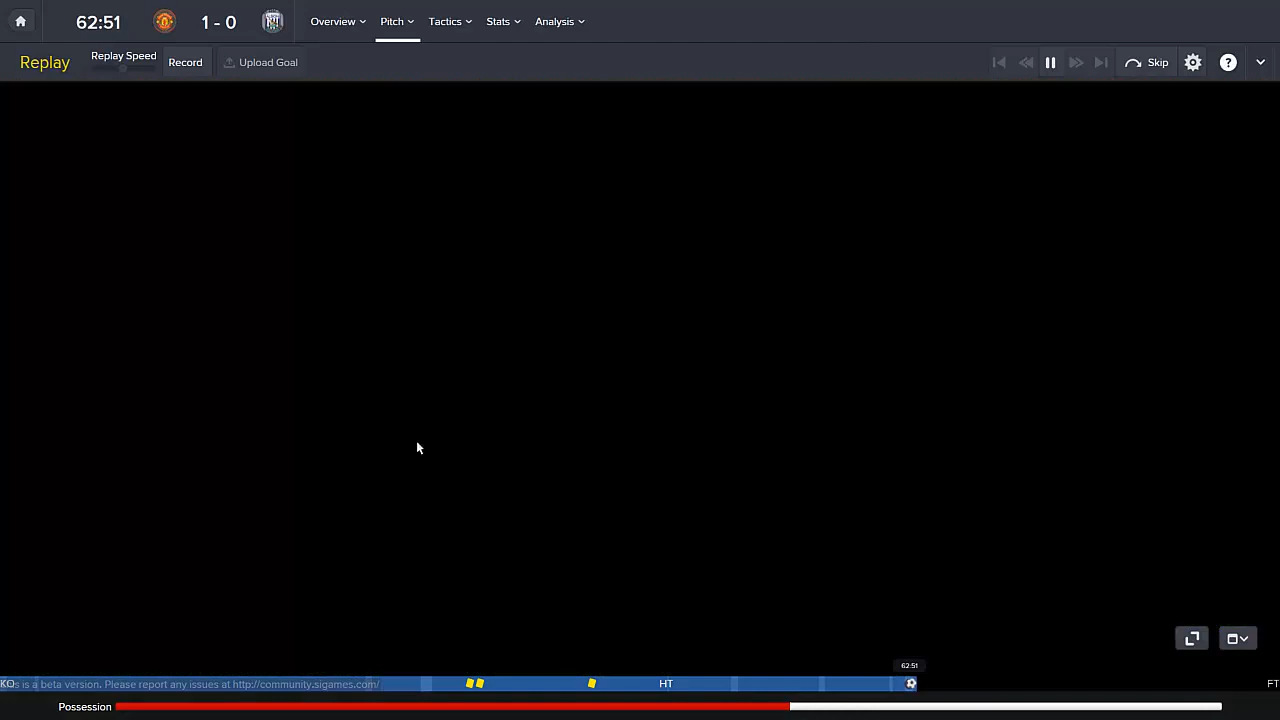 62:51 1 - 0 Overview Pitch Tactics Stats Analysis
Replay Replay Speed Record Upload Goal Skip
62:51
KO s is a beta version. Please report any issues at http://community.sigames.com/ HT FT
Possession